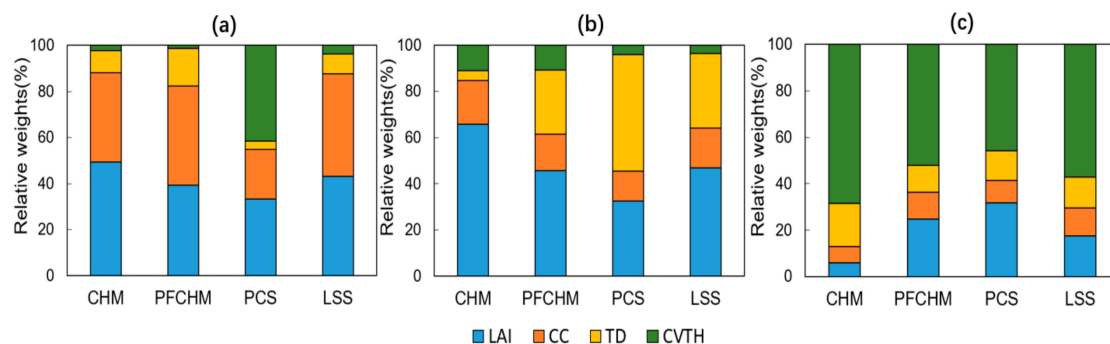 (a) (b) (c)
Relative weights(%)
100
80
60
40
20
0
CHM PFCHM PCS LSS
Relative weights(%)
100
80
60
40
20
0
CHM PFCHM PCS LSS
Relative weights(%)
100
80
60
40
20
0
CHM PFCHM PCS LSS
LAI CC TD CVTH